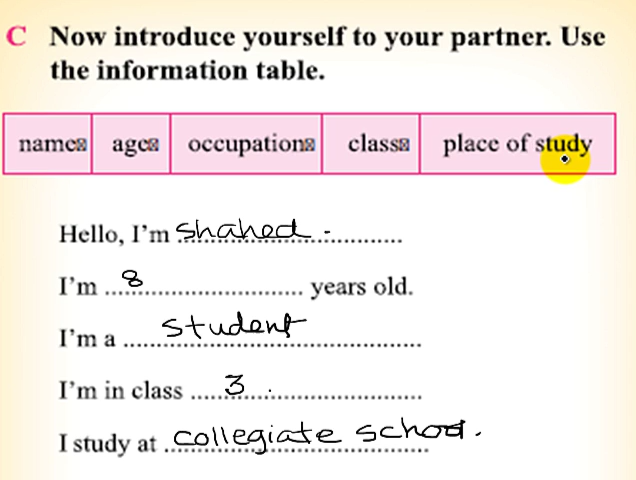 C Now introduce yourself to your partner. Use
the information table.
name age occupation class place of study
Hello, I'm shahed.
I'm 8 years old.
I'm a student
I'm in class 3.
I study at collegiate school.